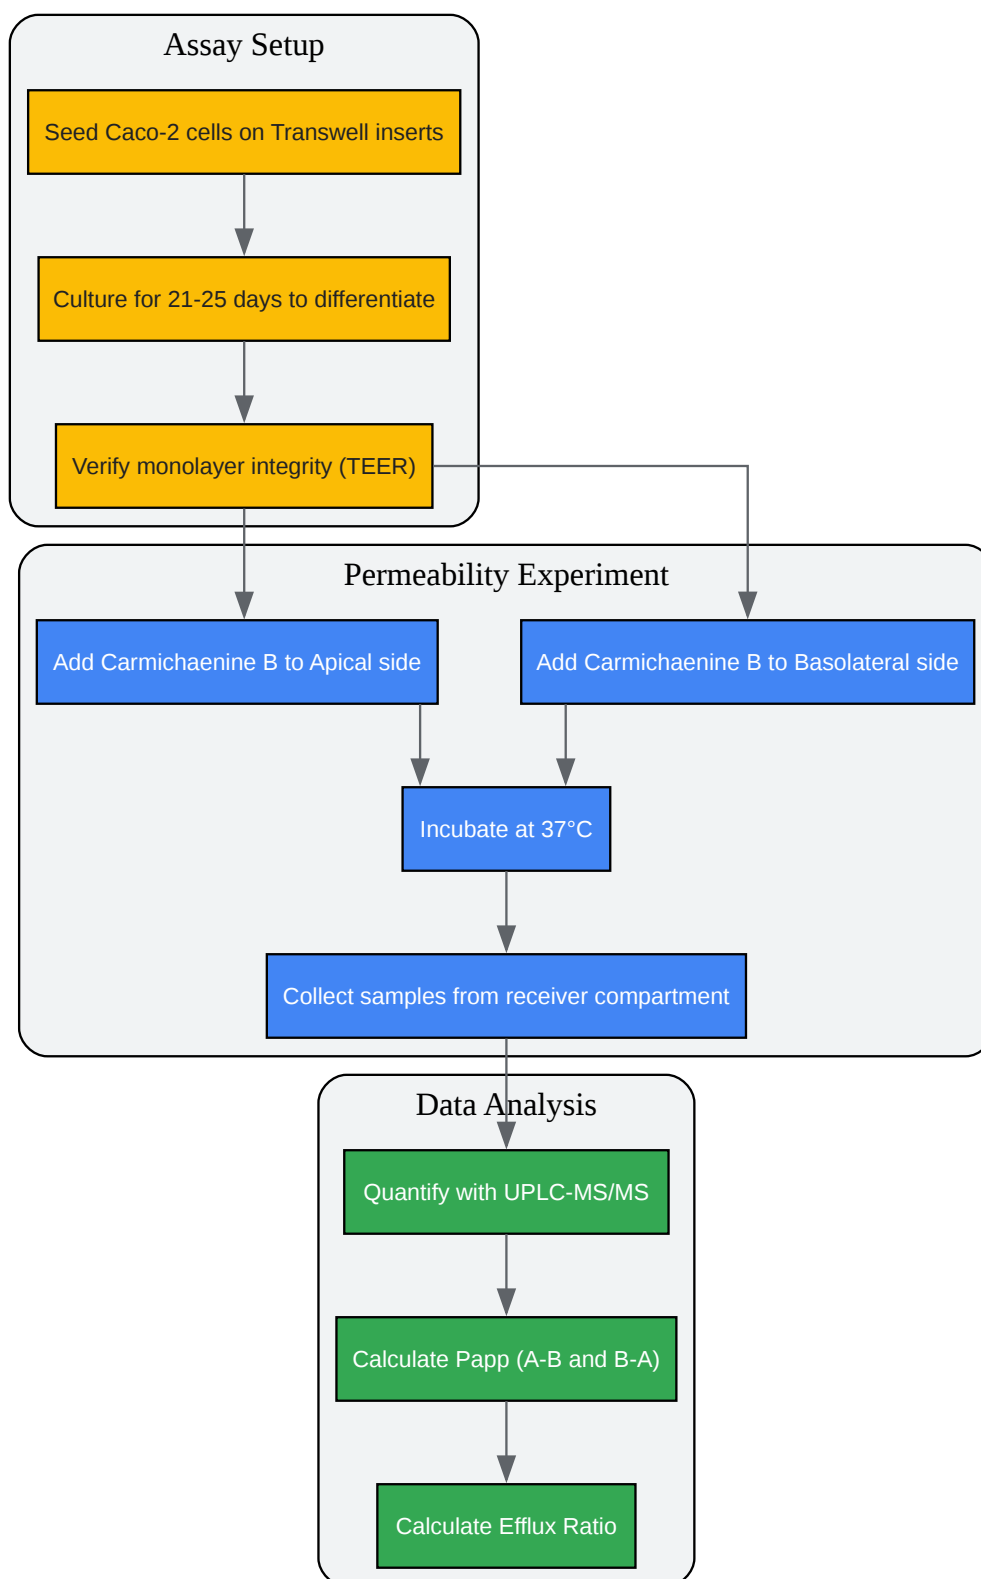 Assay Setup
Seed Caco-2 cells on Transwell inserts
Culture for 21-25 days to differentiate
Verify monolayer integrity (TEER)
Permeability Experiment
Add Carmichaenine B to Apical side
Add Carmichaenine B to Basolateral side
Incubate at 37°C
Collect samples from receiver compartment
Data Analysis
Quantify with UPLC-MS/MS
Calculate Papp (A-B and B-A)
Calculate Efflux Ratio